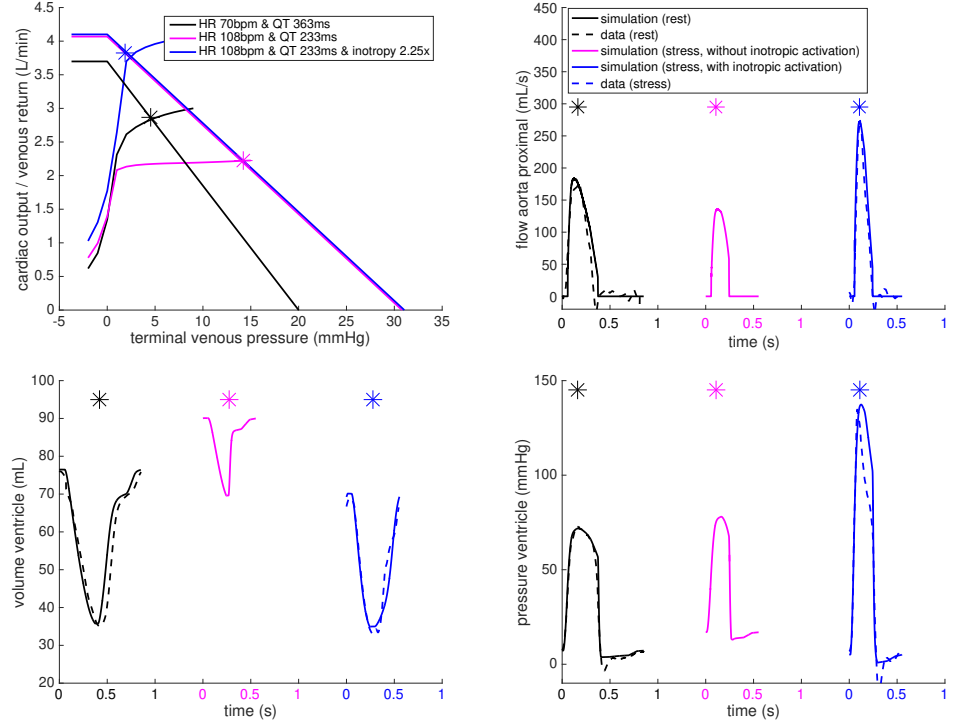 HR 70bpm & QT 363ms
HR 108bpm & QT 233ms
HR 108bpm & QT 233ms & inotropy 2.25x
cardiac output / venous return (L/min)
4.5
4
3.5
3
2.5
2
1.5
1
0.5
0
-5 0 5 10 15 20 25 30 35
terminal venous pressure (mmHg)
simulation (rest)
data (rest)
simulation (stress, without inotropic activation)
simulation (stress, with inotropic activation)
data (stress)
flow aorta proximal (mL/s)
450
400
350
300
250
200
150
100
50
0
0 0.5 1 0 0.5 1 0 0.5 1
time (s)
volume ventricle (mL)
100
90
80
70
60
50
40
30
20
0 0.5 1 0 0.5 1 0 0.5 1
time (s)
pressure ventricle (mmHg)
150
100
50
0
0 0.5 1 0 0.5 1 0 0.5 1
time (s)